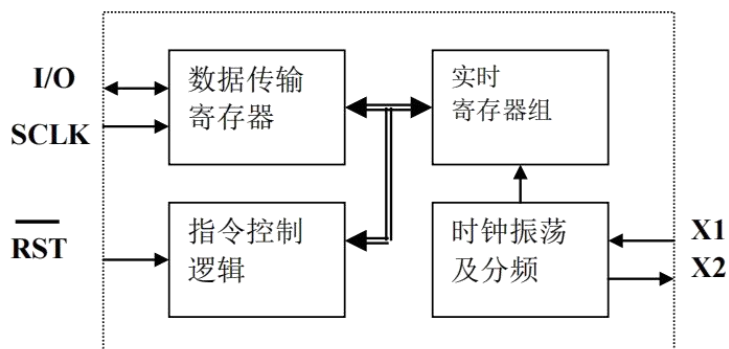 I/O
SCLK
数据传输
寄存器
实时
寄存器组
RST
指令控制
逻辑
时钟振荡
及分频
X1
X2